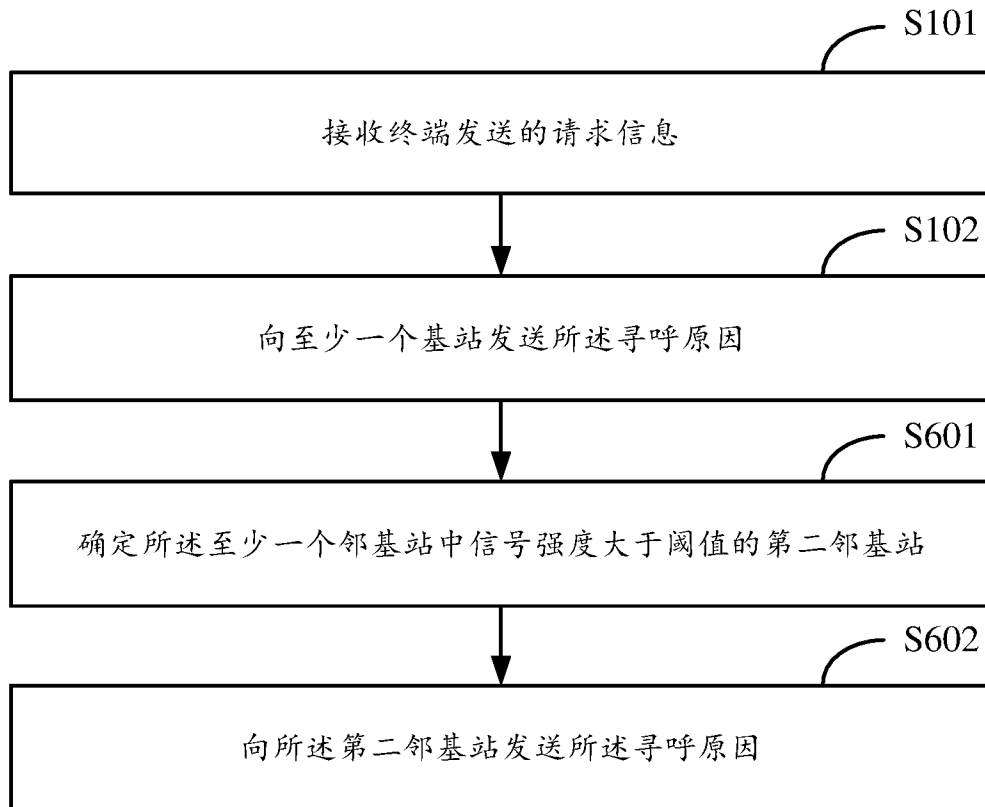 S101
接收终端发送的请求信息
S102
向至少一个基站发送所述寻呼原因
S601
确定所述至少一个邻基站中信号强度大于阈值的第二邻基站
S602
向所述第二邻基站发送所述寻呼原因